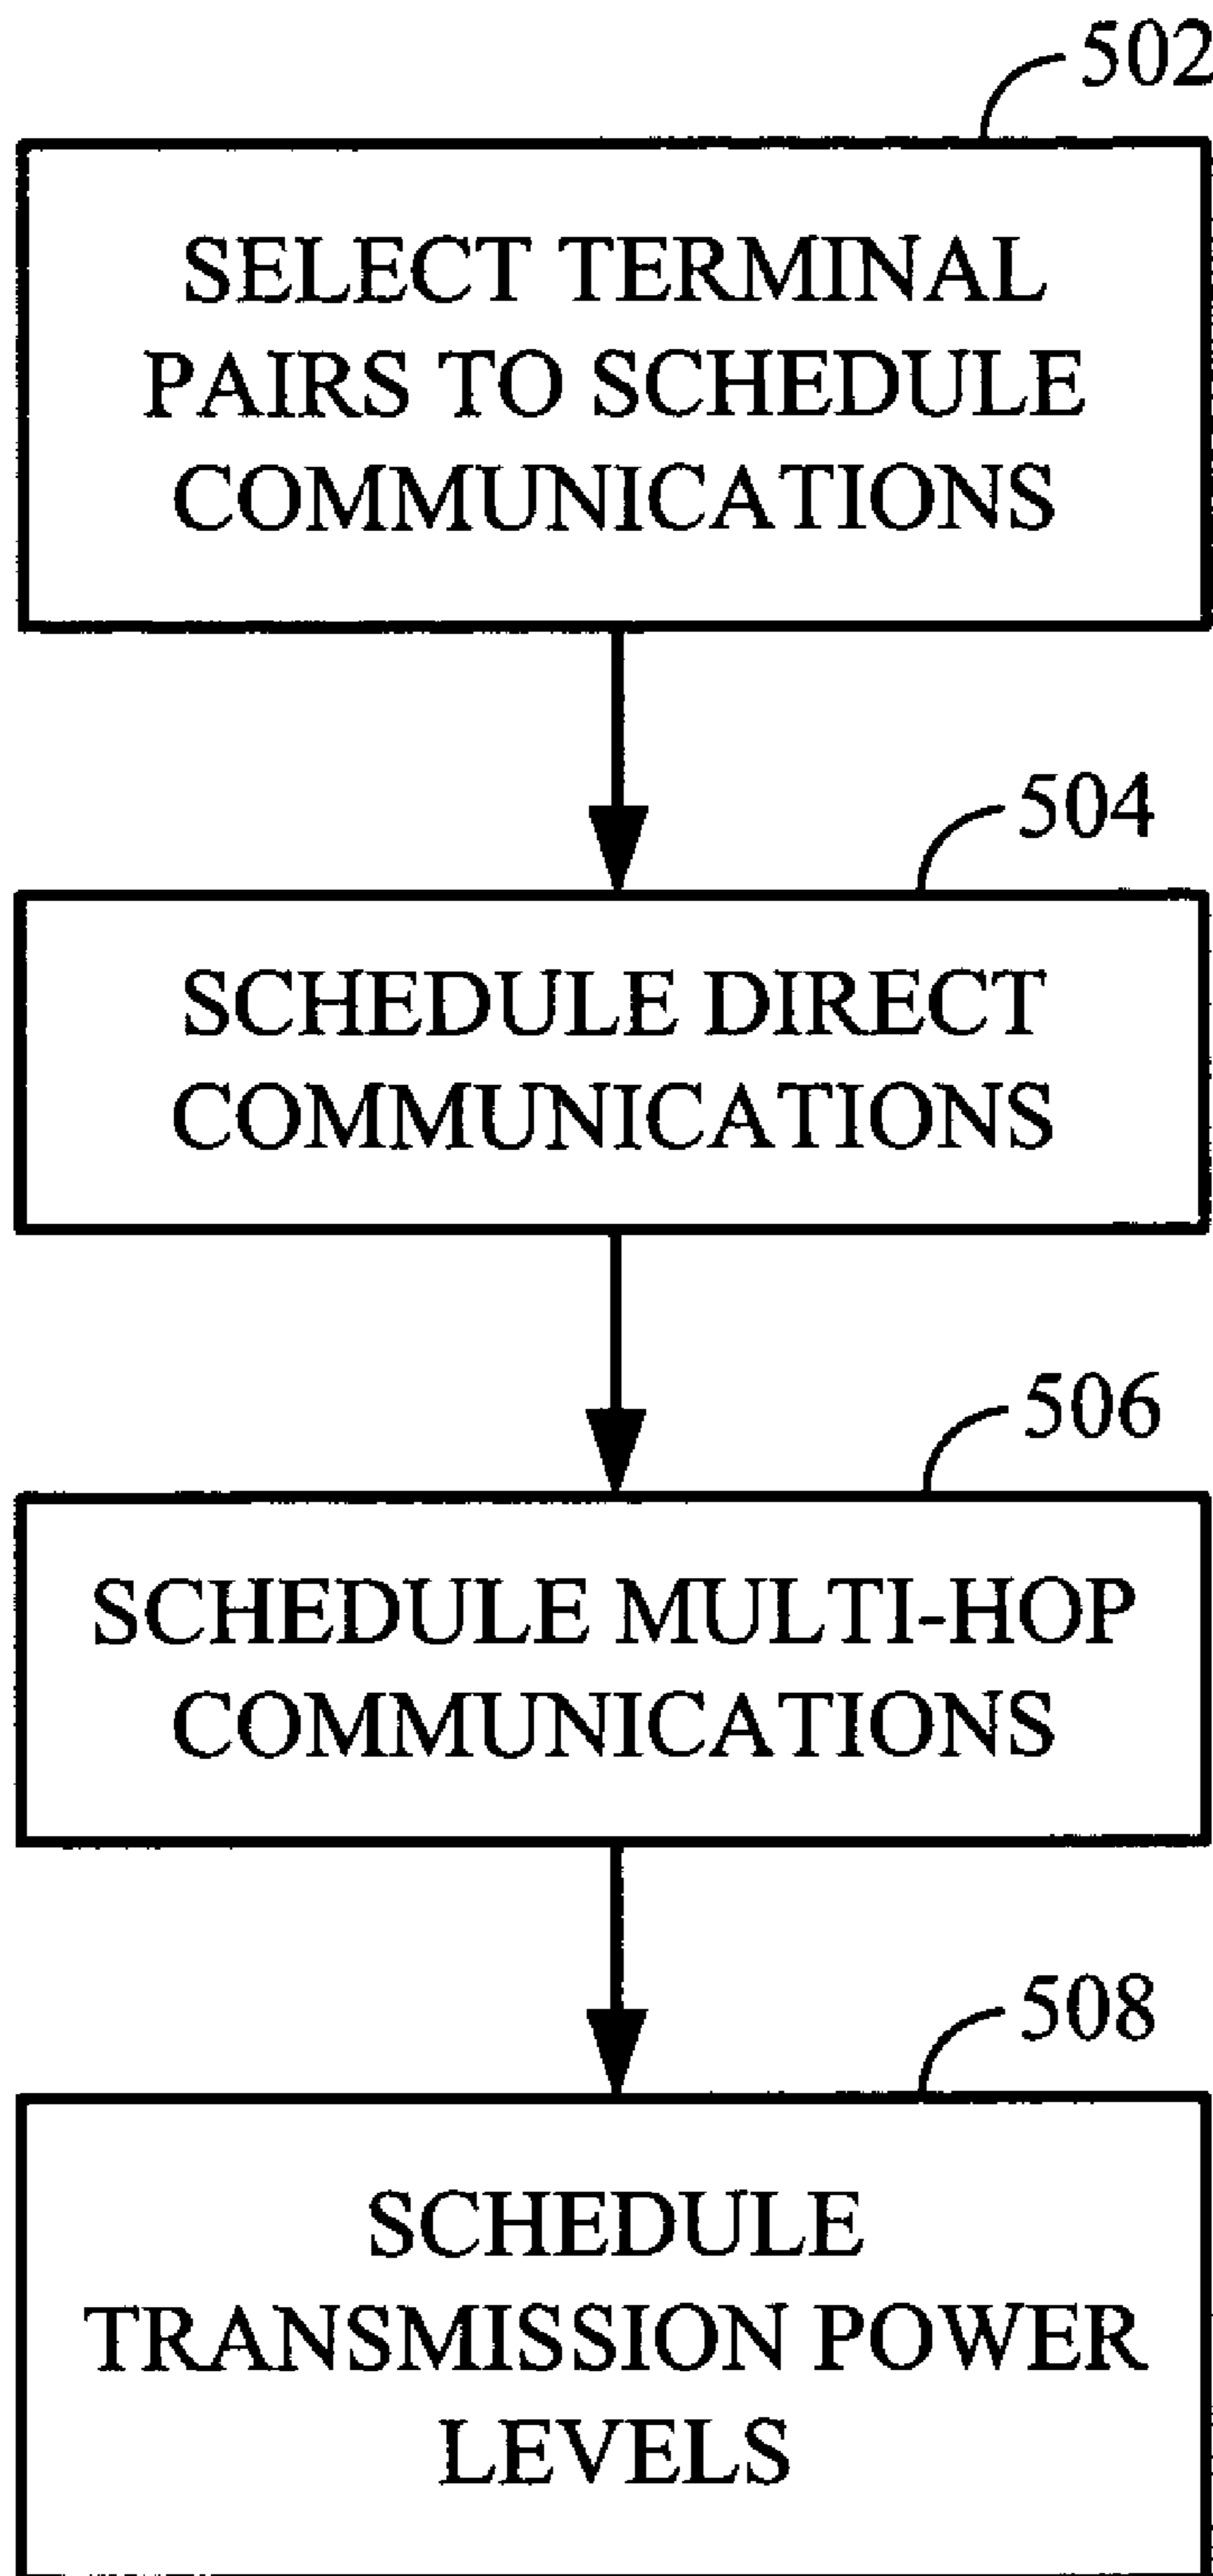 502
SELECT TERMINAL
PAIRS TO SCHEDULE
COMMUNICATIONS
504
SCHEDULE DIRECT
COMMUNICATIONS
506
SCHEDULE MULTI-HOP
COMMUNICATIONS
508
SCHEDULE
TRANSMISSION POWER
LEVELS